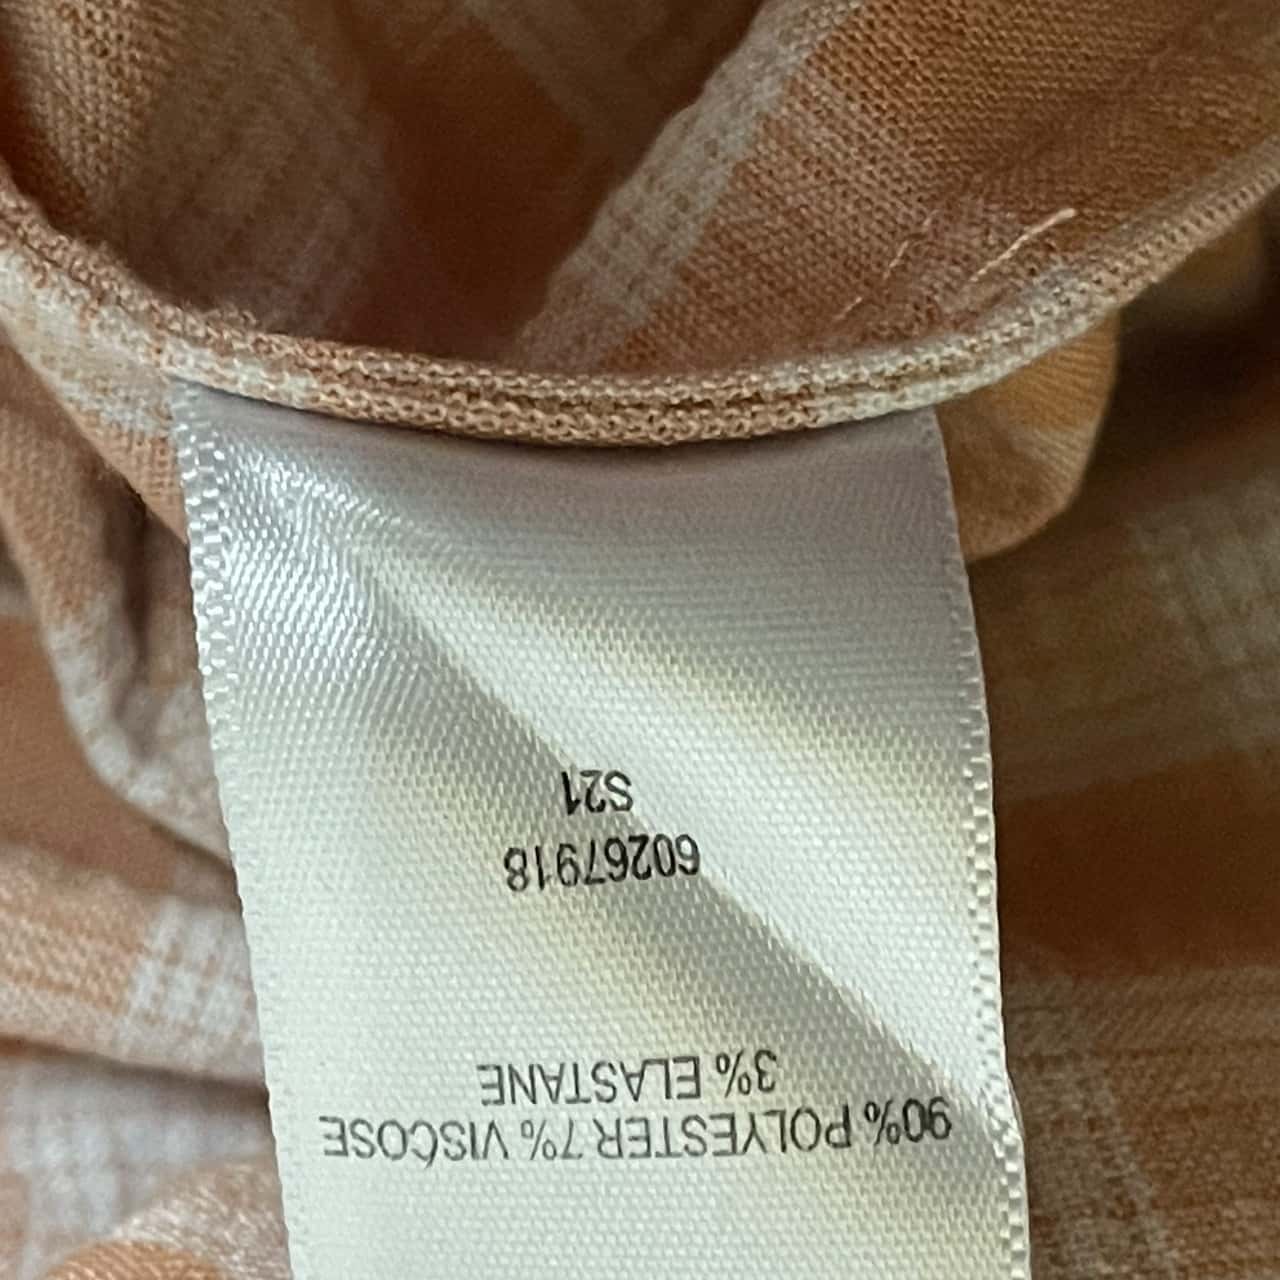 90% POLYESTER 7% VISCOSE
3% ELASTANE
60267918
S21